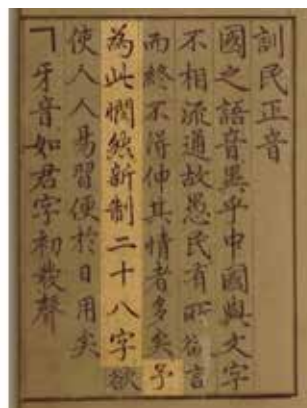 訓民正音
國之語音異乎中國與文字
不相流通故愚民有所欲言
而終不得伸其情者多矣予
為此憫然新制二十八字欲
使人人易習便於日用矣
ㄱ牙音如君字初發聲